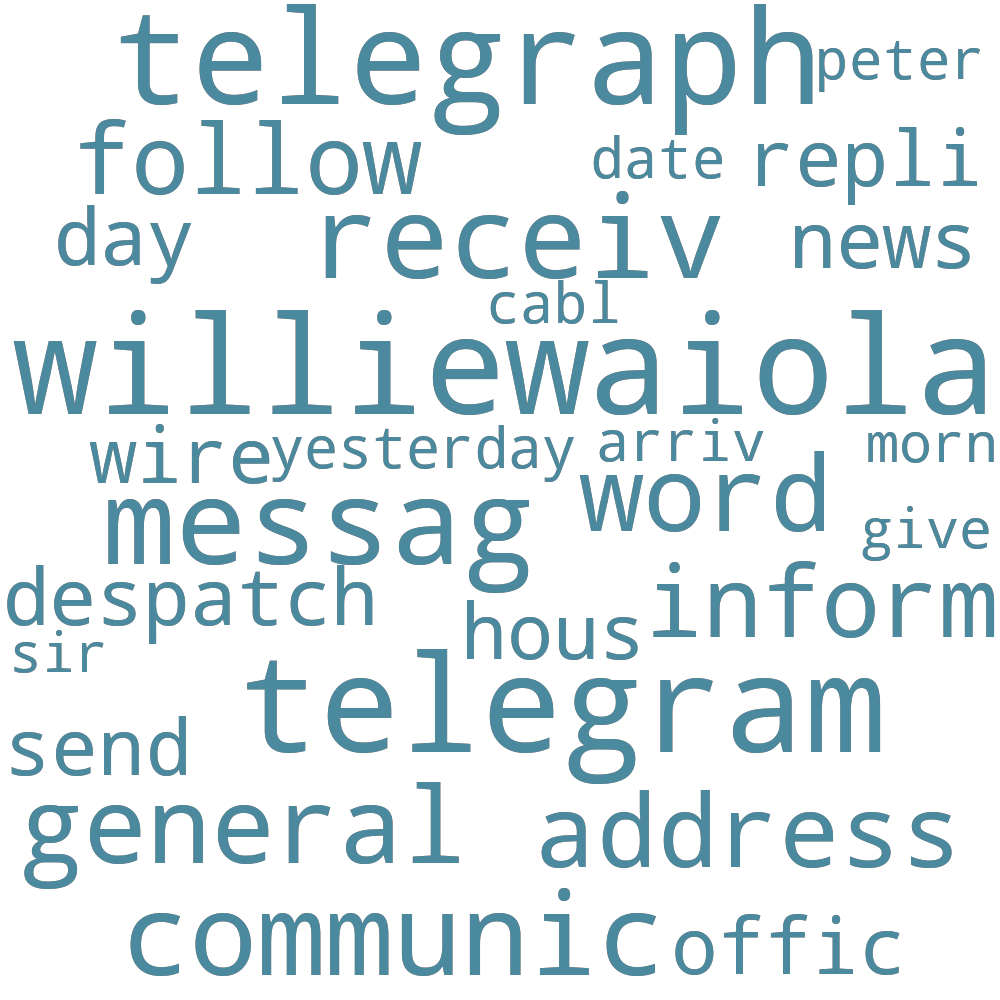 telegraph peter
follow date repli
day receiv news
cabl
williewaiola
wire yesterday arriv morn
messag word give
despatch hous inform
sir
telegram
send
general address
communic offic